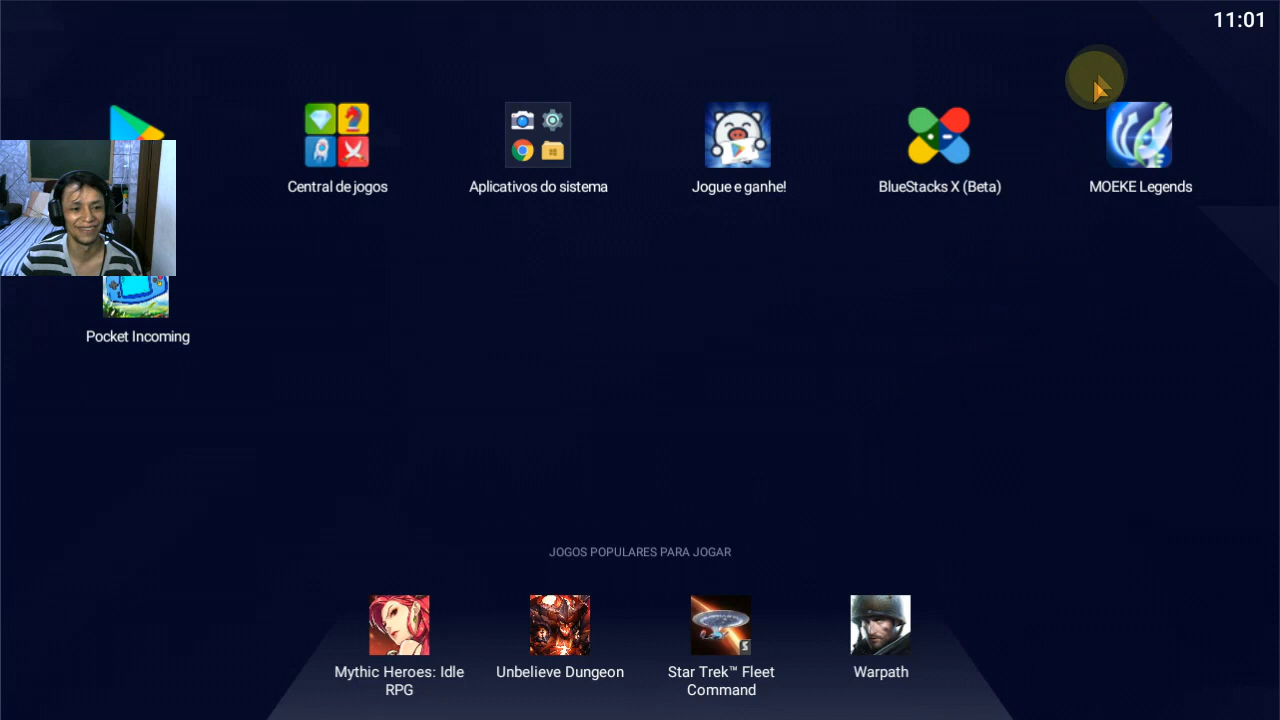 11:01
Central de jogos
Aplicativos do sistema
Jogue e ganhe!
BlueStacks X (Beta)
MOEKE Legends
Pocket Incoming
JOGOS POPULARES PARA JOGAR
Mythic Heroes: Idle
RPG
Unbelieve Dungeon
Star Trek™ Fleet
Command
Warpath